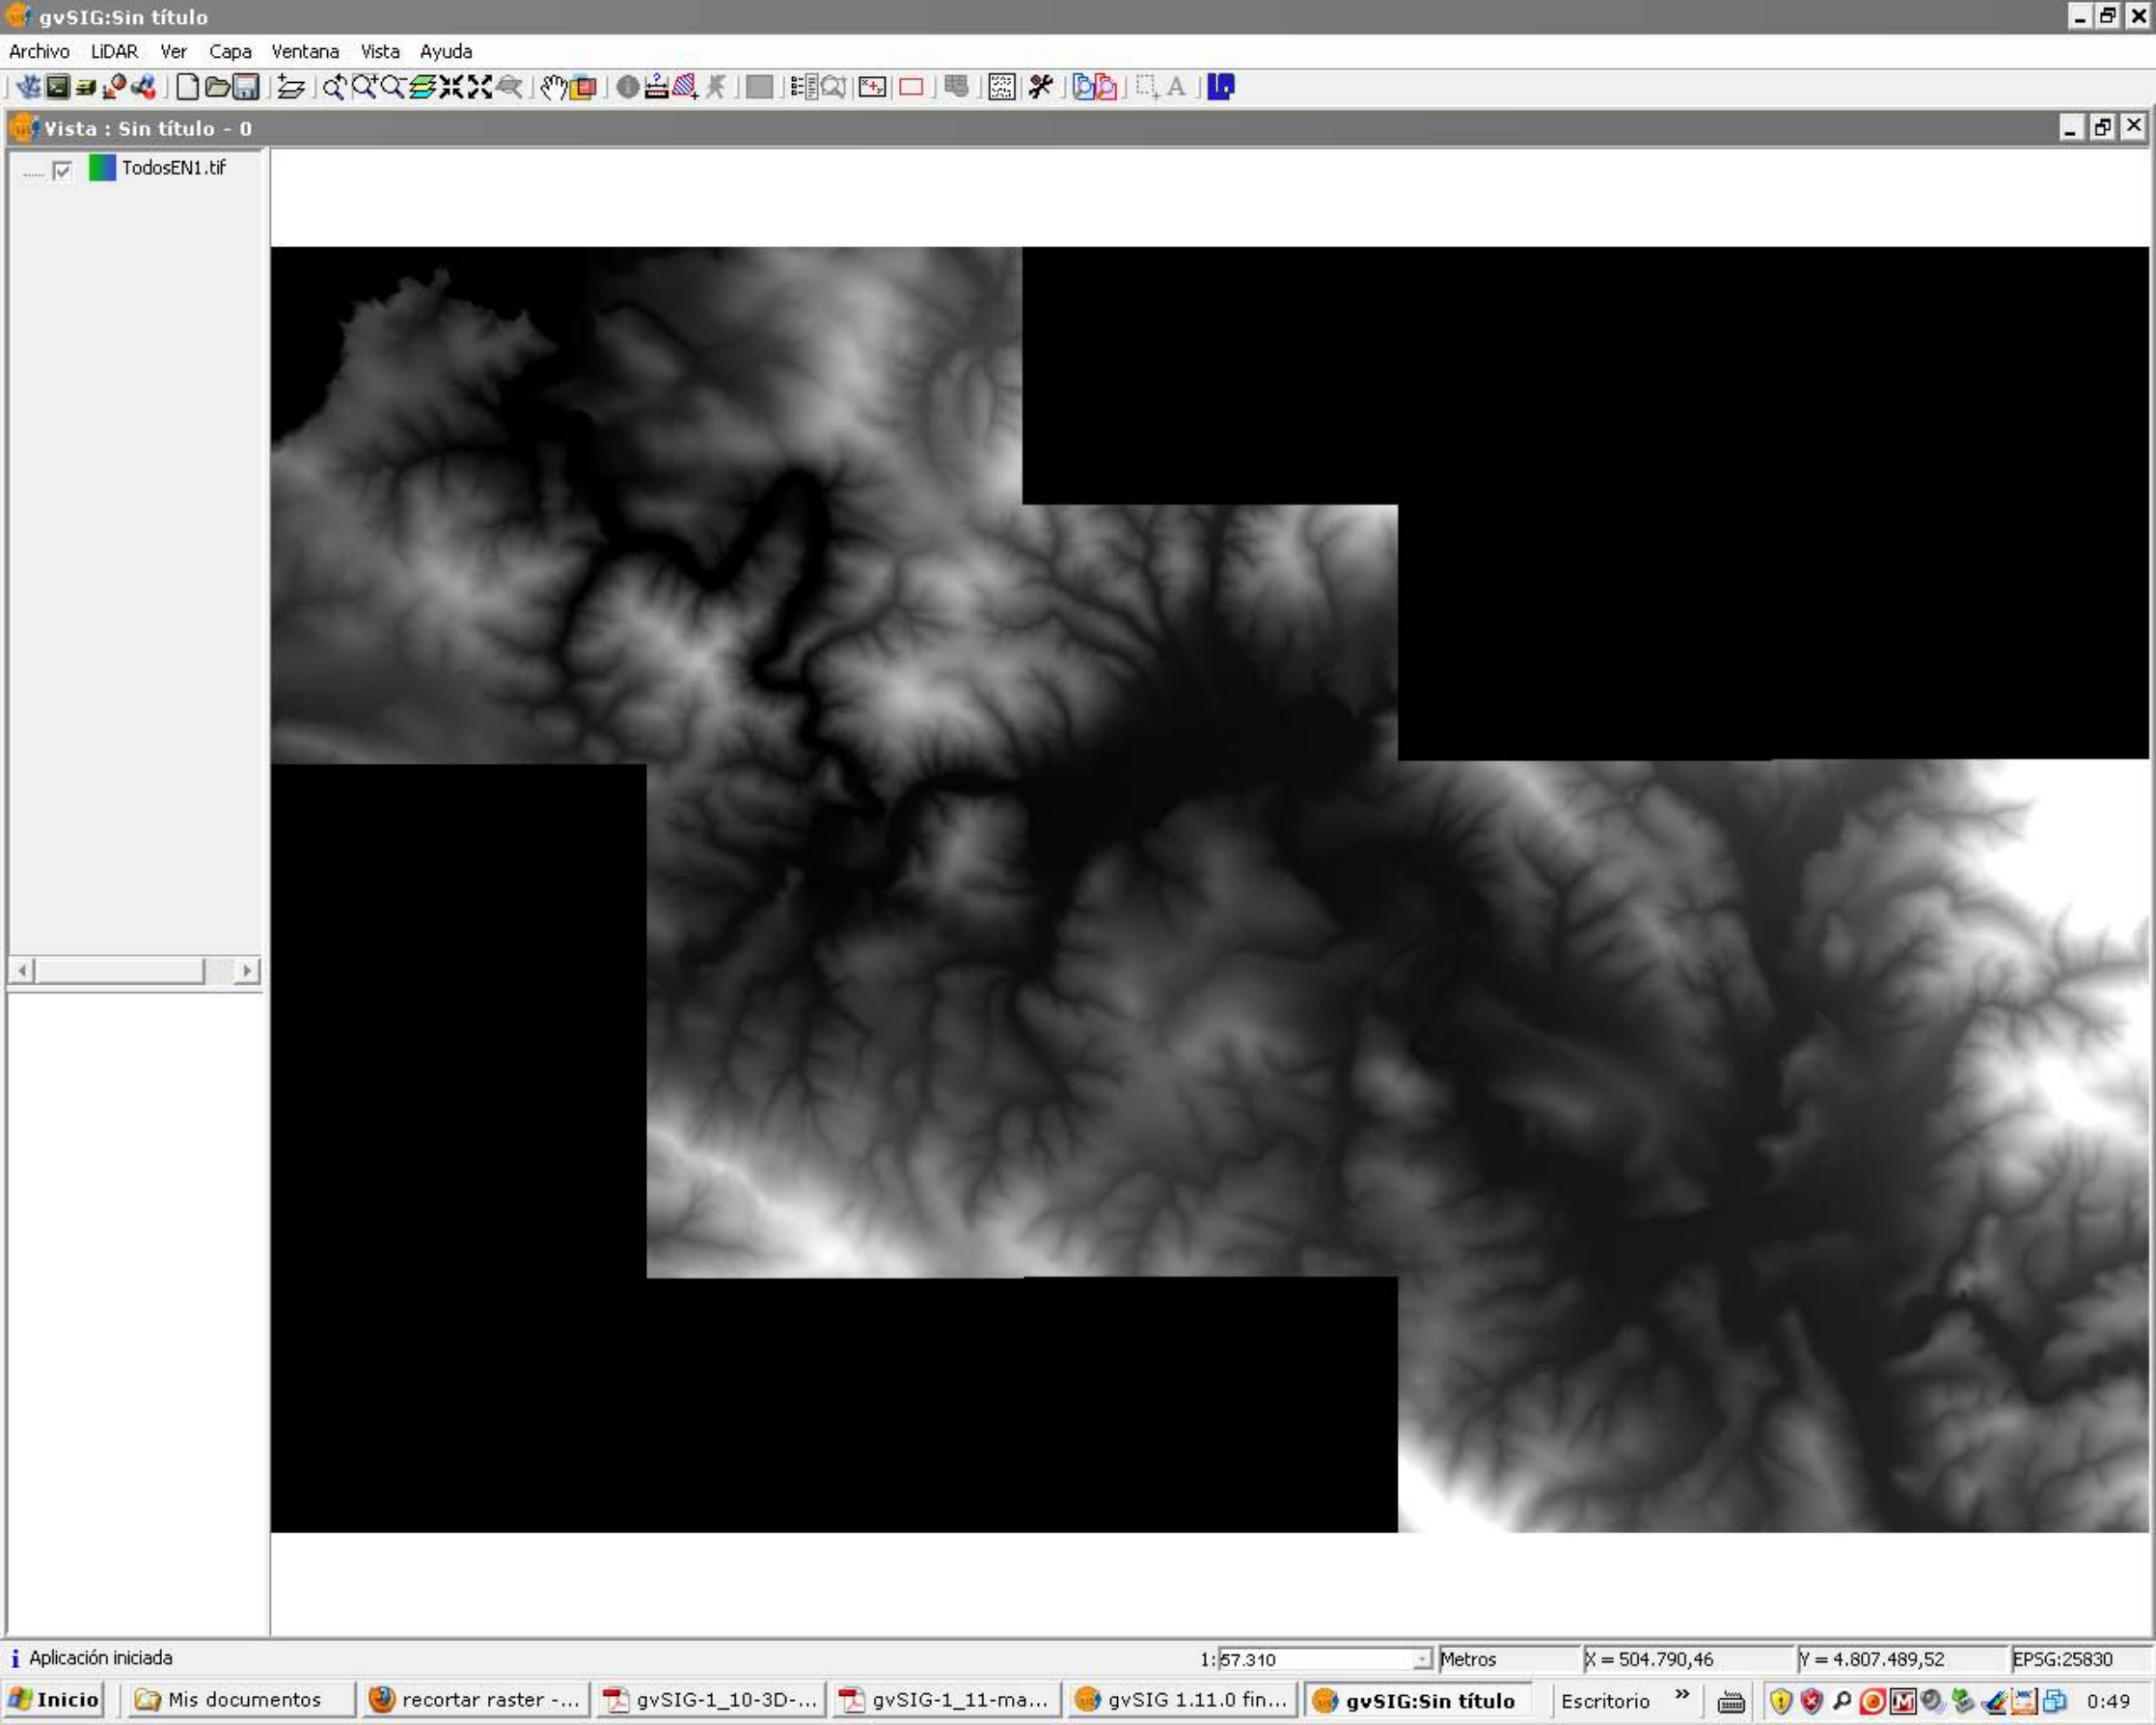 gvSIG:Sin título
Archivo LiDAR Ver Capa Ventana Vista Ayuda
Vista : Sin título - 0
TodosEN1.tif
Aplicación iniciada 1: 57.310 Metros X = 504.790,46 Y = 4.807.489,52 EPSG:25830
Inicio Mis documentos recortar raster -... gvSIG-1_10-3D-... gvSIG-1_11-ma... gvSIG 1.11.0 fin... gvSIG:Sin título Escritorio » 0:49